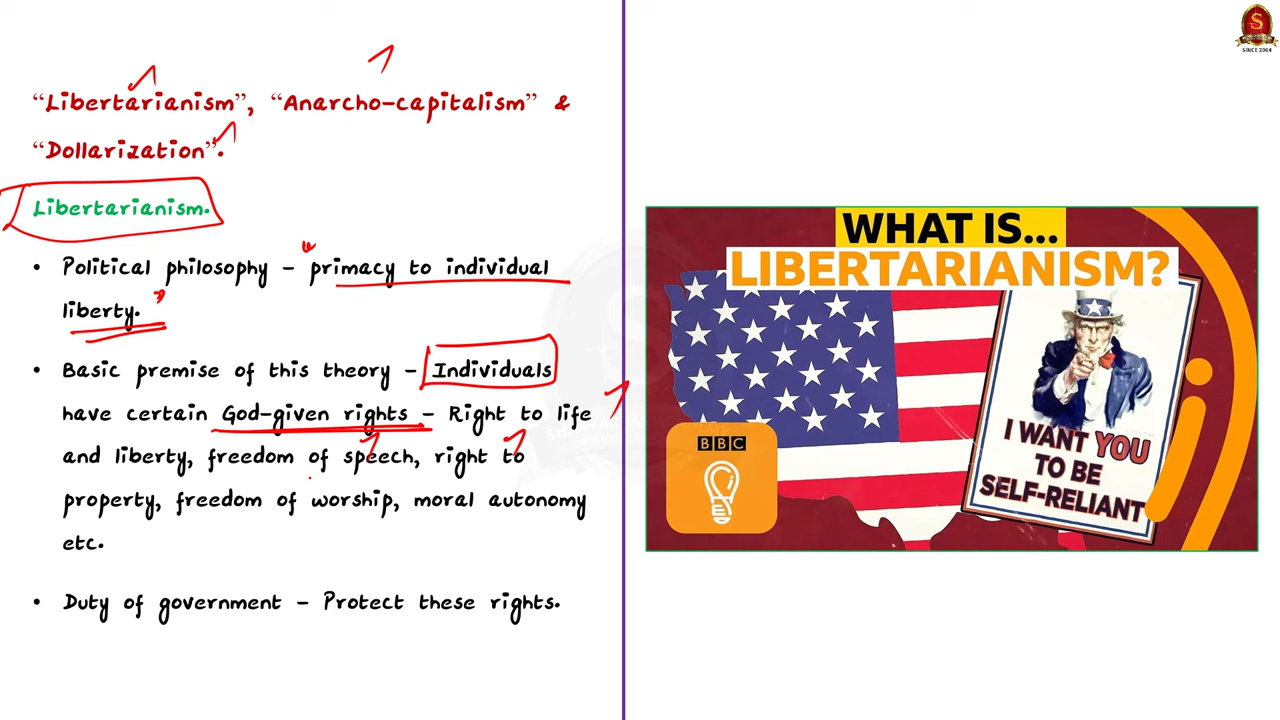 “Libertarianism”, “Anarcho-capitalism” &
“Dollarization”.
Libertarianism.
• Political philosophy – primacy to individual
liberty.
• Basic premise of this theory – Individuals
have certain God-given rights – Right to life
and liberty, freedom of speech, right to
property, freedom of worship, moral autonomy
etc.
• Duty of government – Protect these rights.
S
SINCE 2004
WHAT IS...
LIBERTARIANISM?
BBC
I WANT YOU
TO BE
SELF-RELIANT